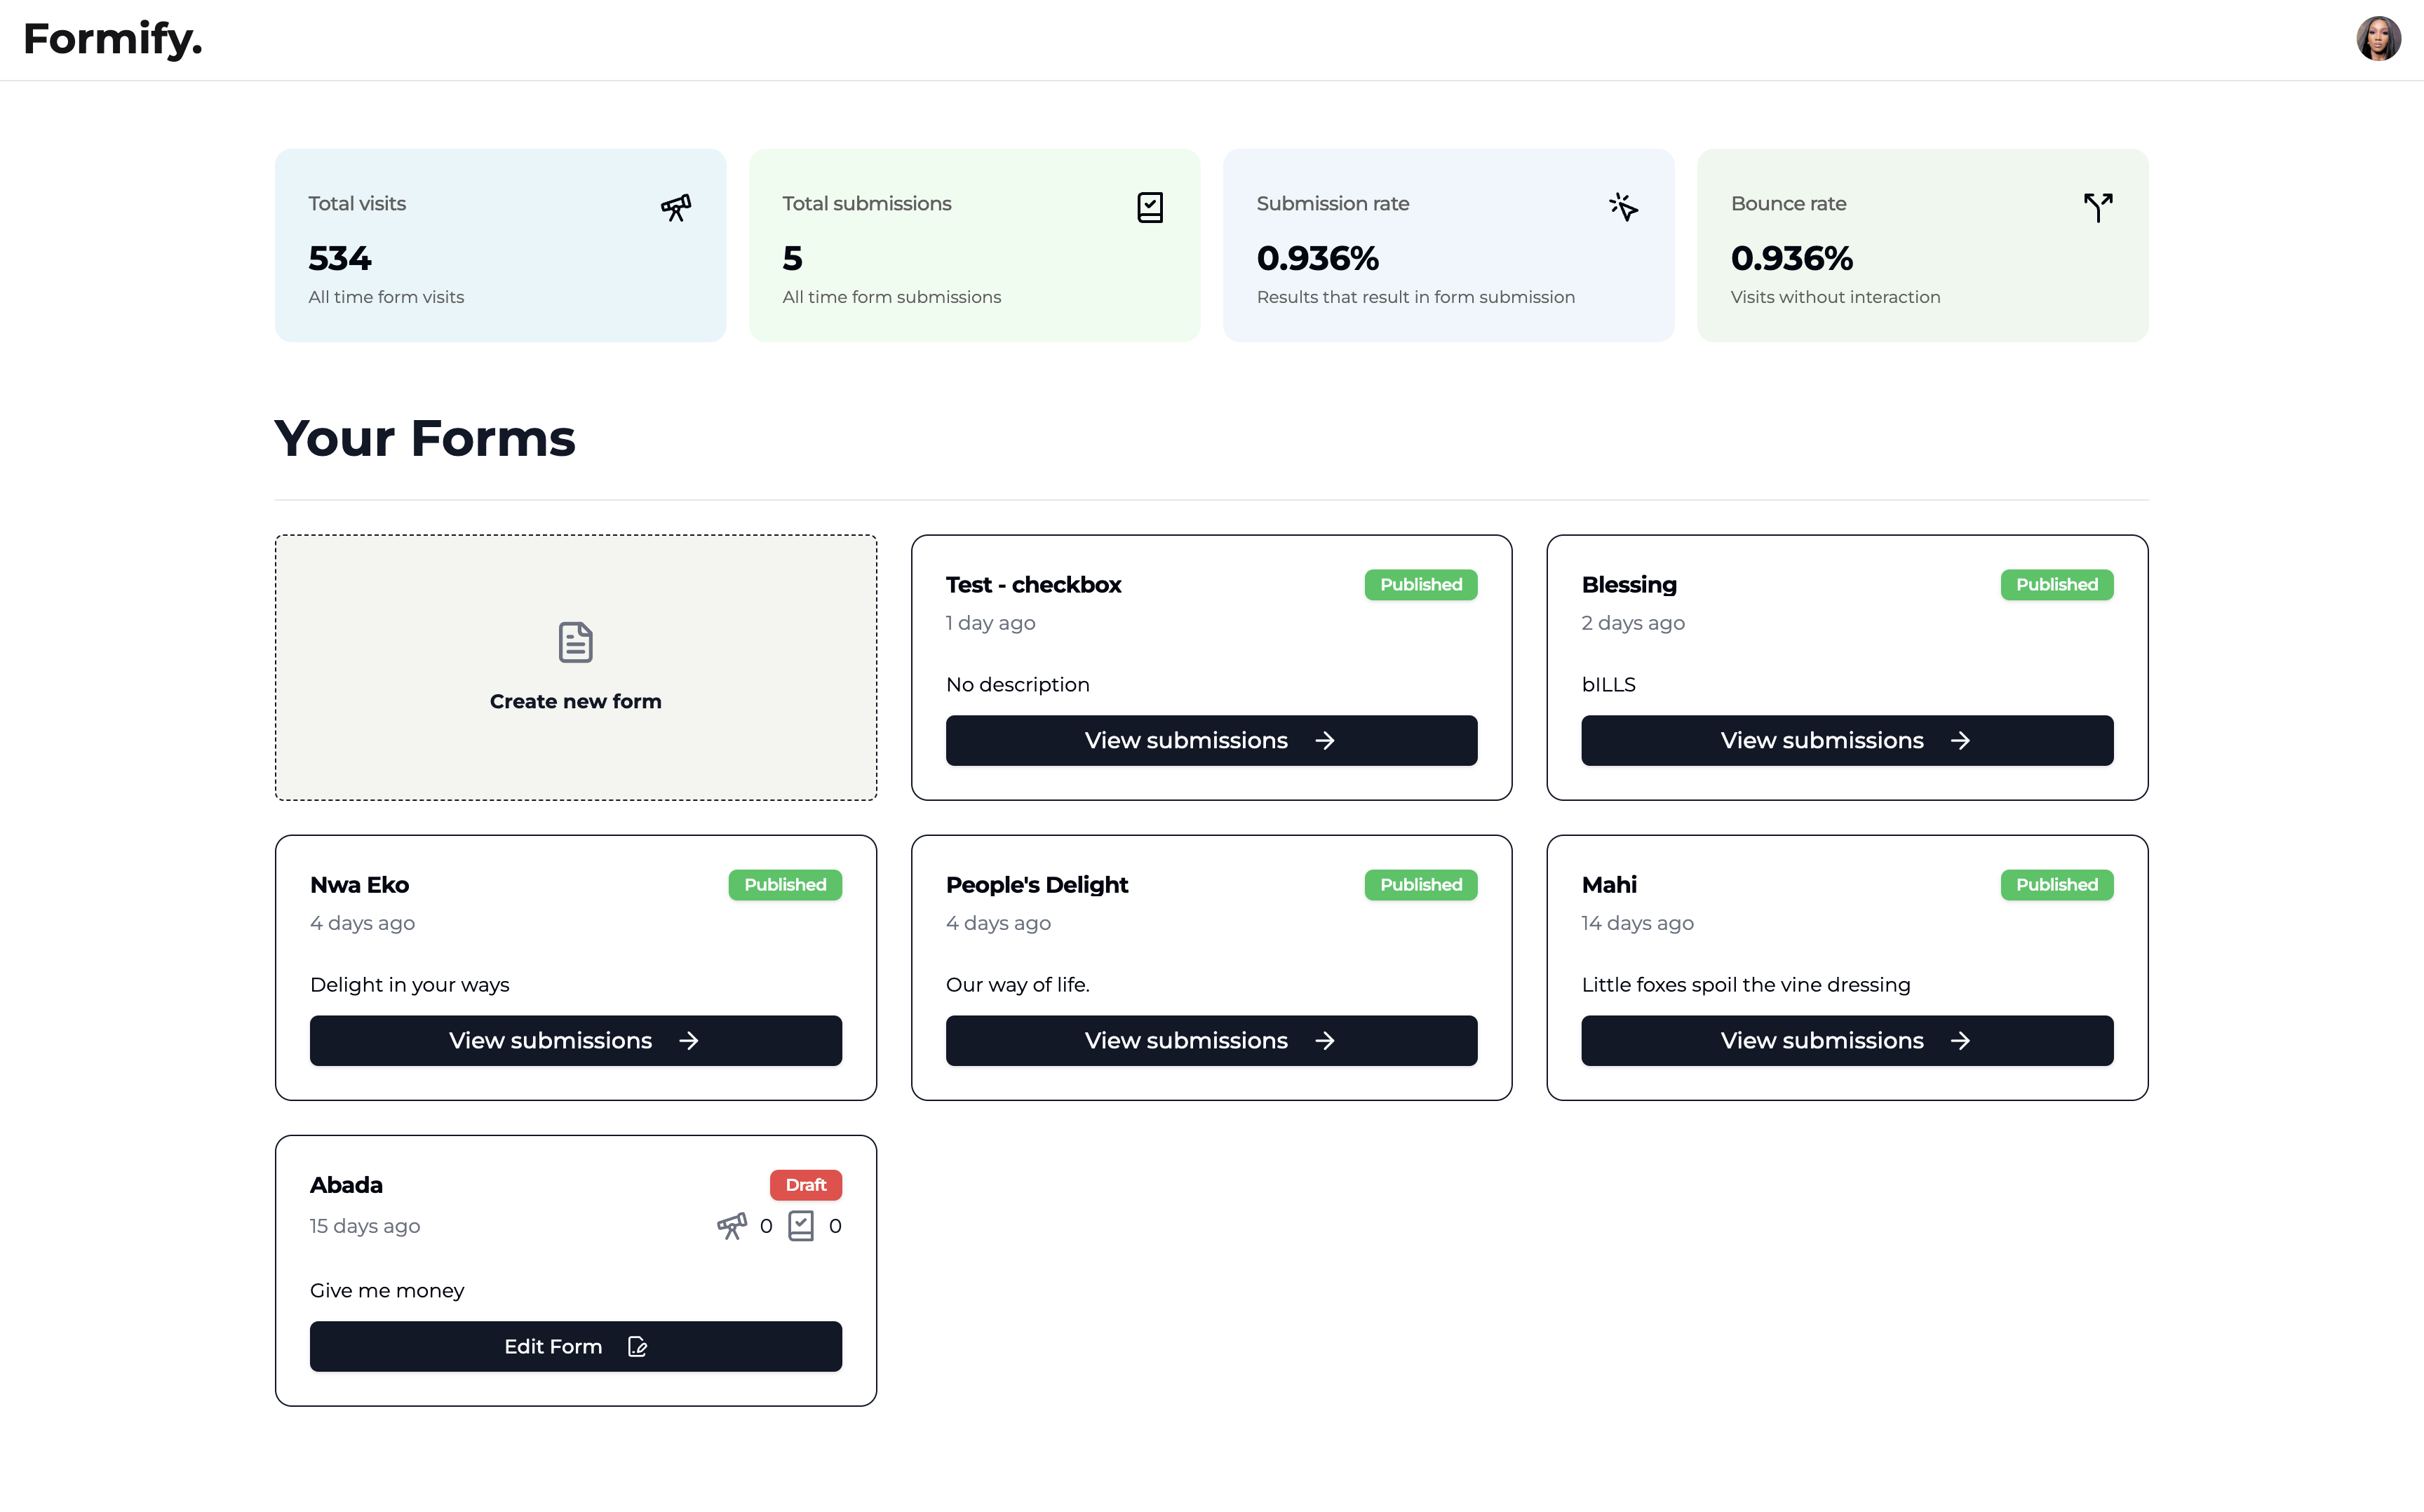 Formify.
Total visits
534
All time form visits
Total submissions
5
All time form submissions
Submission rate
0.936%
Results that result in form submission
Bounce rate
0.936%
Visits without interaction
Your Forms
Create new form
Test - checkbox
Published
1 day ago
No description
View submissions
Blessing
Published
2 days ago
bILLS
View submissions
Nwa Eko
Published
4 days ago
Delight in your ways
View submissions
People's Delight
Published
4 days ago
Our way of life.
View submissions
Mahi
Published
14 days ago
Little foxes spoil the vine dressing
View submissions
Abada
Draft
15 days ago
0 0
Give me money
Edit Form